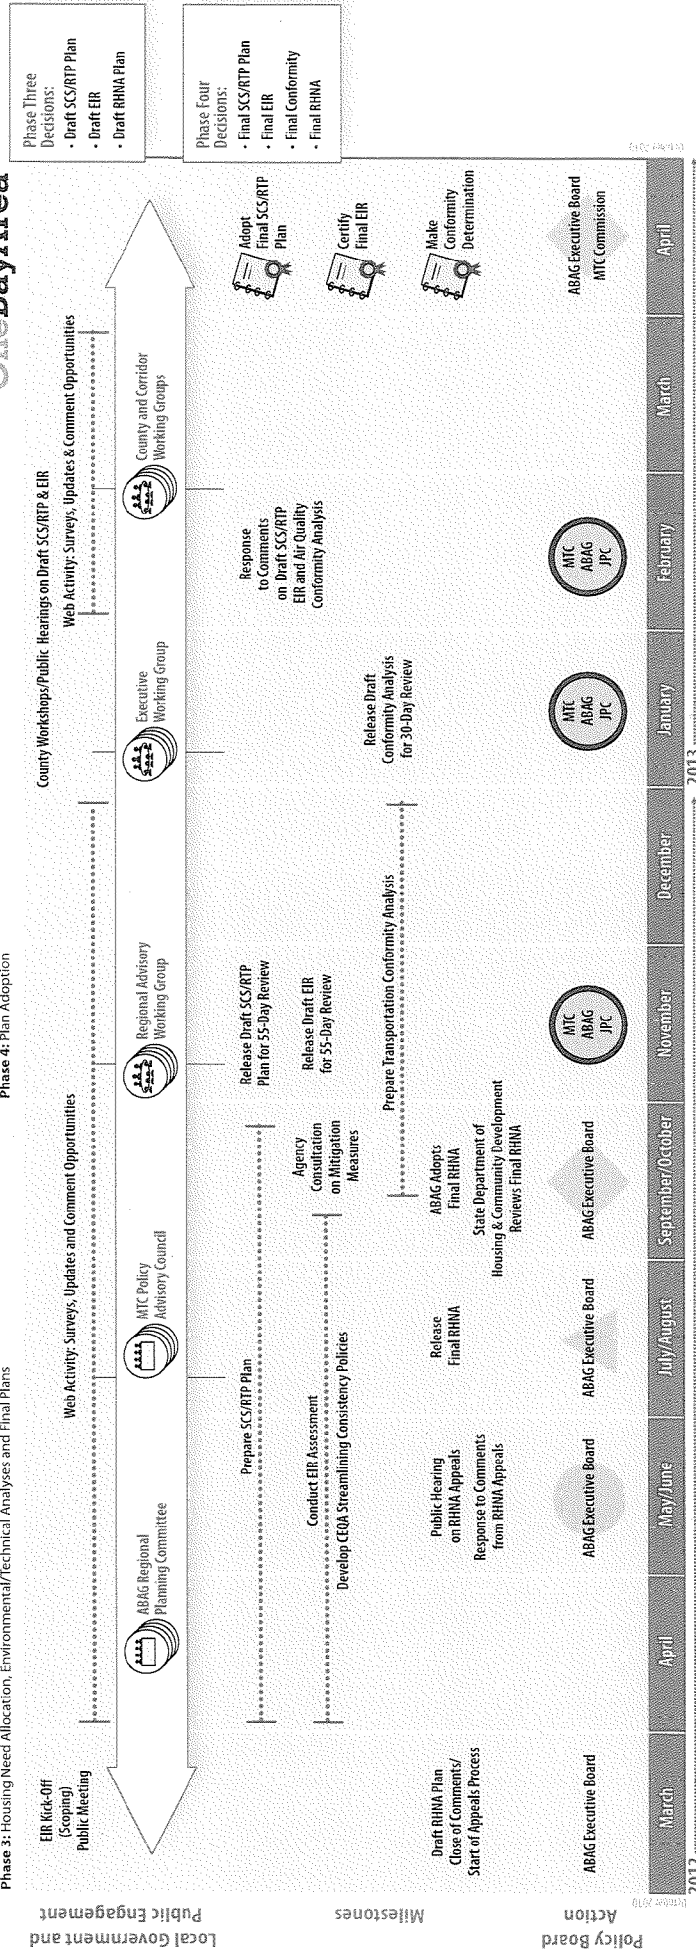 Phase 3: Housing Need Allocation, Environmental/Technical Analyses and Final Plans
Phase 4: Plan Adoption
OneBayArea
Phase Three
Decisions:
• Draft SCS/RTP Plan
• Draft EIR
• Draft RHNA Plan
Phase Four
Decisions:
• Final SCS/RTP Plan
• Final EIR
• Final Conformity
• Final RHNA
Local Government and
Public Engagement
EIR Kick-Off
(Scoping)
Public Meeting
Web Activity: Surveys, Updates and Comment Opportunities
County Workshops/Public Hearings on Draft SCS/RTP & EIR
Web Activity: Surveys, Updates & Comment Opportunities
ABAG Regional
Planning Committee
MTC Policy
Advisory Council
Regional Advisory
Working Group
Executive
Working Group
County and Corridor
Working Groups
Milestones
Prepare SCS/RTP Plan
Release Draft SCS/RTP
Plan for 55-Day Review
Response
to Comments
on Draft SCS/RTP
EIR and Air Quality
Conformity Analysis
Adopt
Final SCS/RTP
Plan
Conduct EIR Assessment
Develop CEQA Streamlining Consistency Policies
Agency
Consultation
on Mitigation
Measures
Release Draft EIR
for 55-Day Review
Certify
Final EIR
Prepare Transportation Conformity Analysis
Release Draft
Conformity Analysis
for 30-Day Review
Make
Conformity
Determination
Draft RHNA Plan
Close of Comments/
Start of Appeals Process
Public Hearing
on RHNA Appeals
Response to Comments
from RHNA Appeals
Release
Final RHNA
ABAG Adopts
Final RHNA
State Department of
Housing & Community Development
Reviews Final RHNA
Policy Board
Action
ABAG Executive Board
ABAG Executive Board
ABAG Executive Board
ABAG Executive Board
MTC
ABAG
JPC
MTC
ABAG
JPC
MTC
ABAG
JPC
ABAG Executive Board
MTC Commission
March
April
May/June
July/August
September/October
November
December
January
February
March
April
October 2010
2012
2013